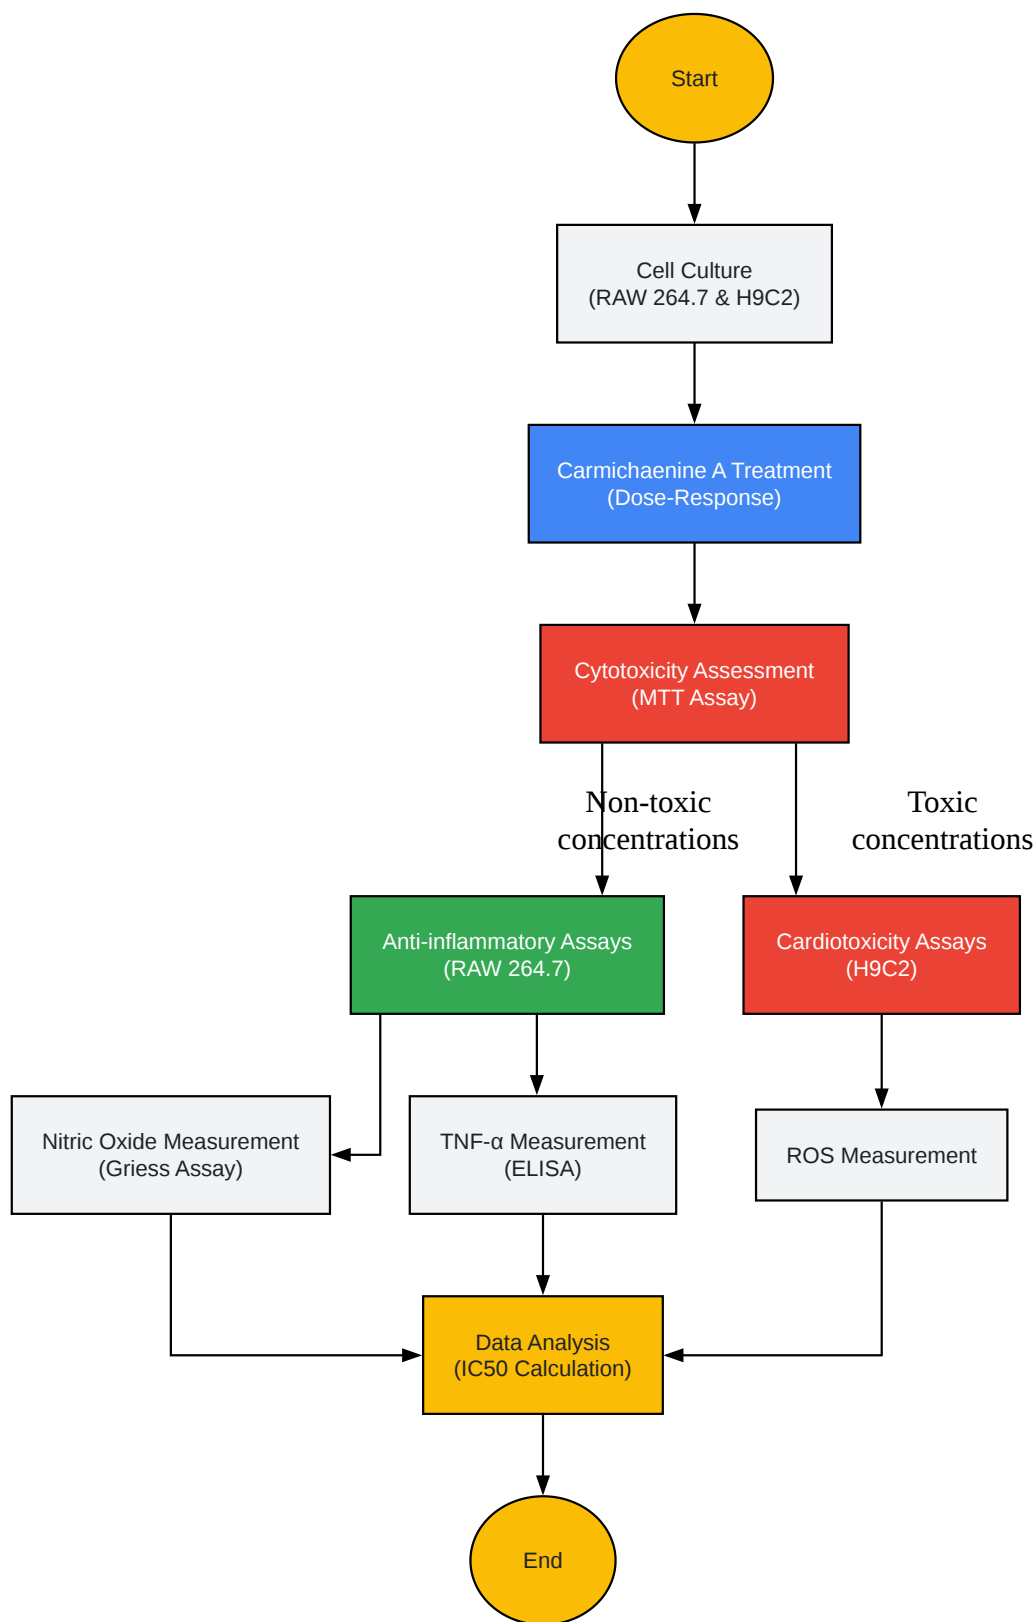 Start
Cell Culture
(RAW 264.7 & H9C2)
Carmichaenine A Treatment
(Dose-Response)
Cytotoxicity Assessment
(MTT Assay)
Non-toxic
concentrations
Toxic
concentrations
Anti-inflammatory Assays
(RAW 264.7)
Cardiotoxicity Assays
(H9C2)
Nitric Oxide Measurement
(Griess Assay)
TNF-α Measurement
(ELISA)
ROS Measurement
Data Analysis
(IC50 Calculation)
End